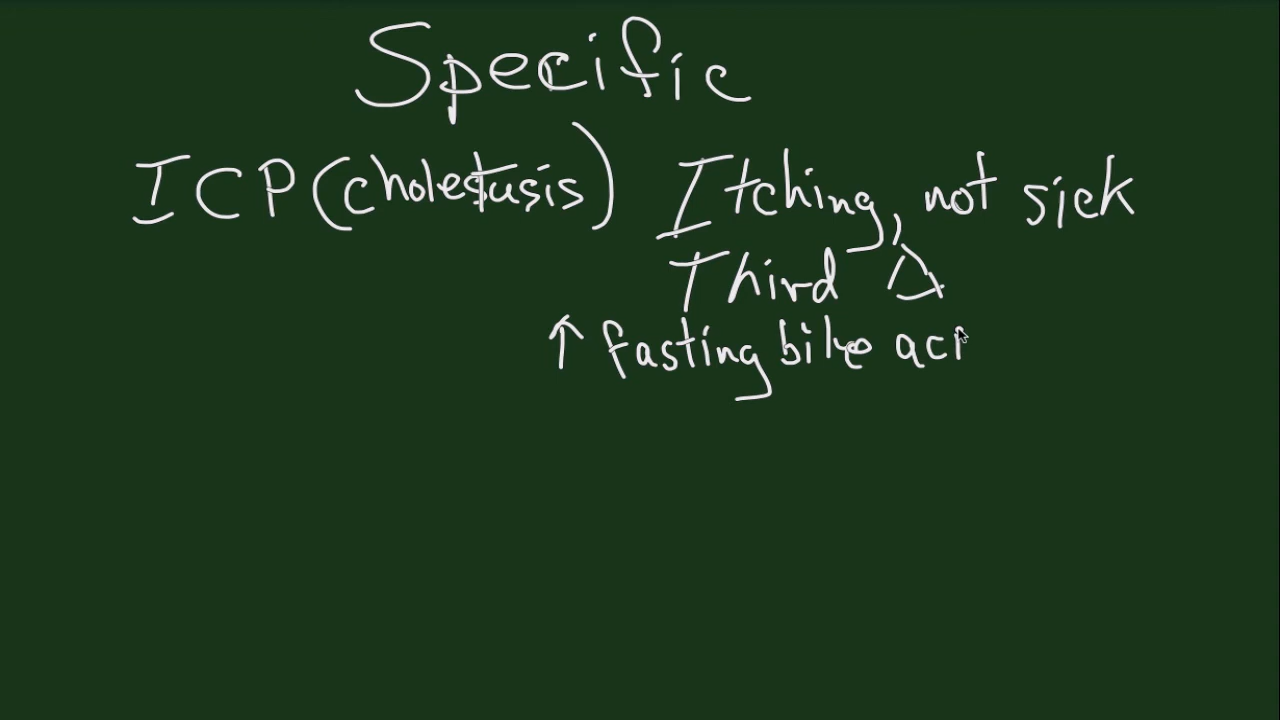 Specific
ICP (cholestasis) Itching, not sick
Third Δ
↑ fasting bile aci